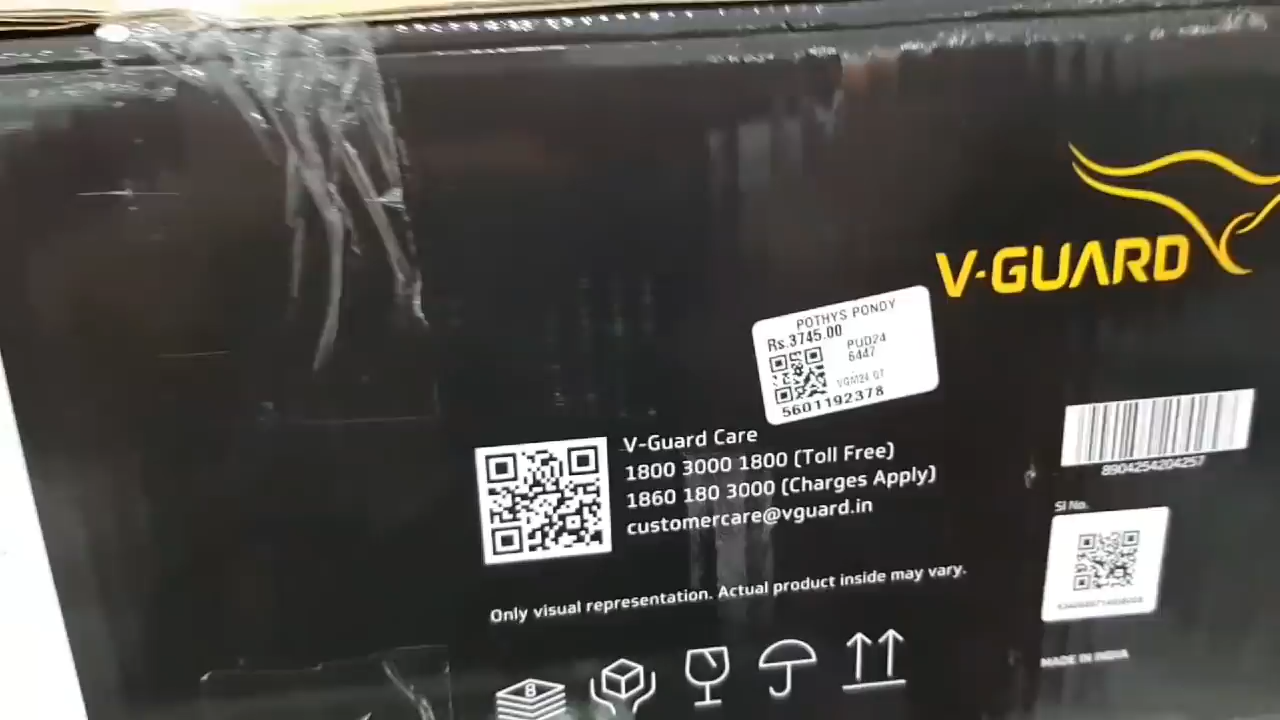 V-GUARD
POTHYS PONDY
Rs.3745.00
PUD24
6447
VGM24 07
5601192378
V-Guard Care
1800 3000 1800 (Toll Free)
1860 180 3000 (Charges Apply)
customercare@vguard.in
8904254204257
Sl No.
Only visual representation. Actual product inside may vary.
MADE IN INDIA
8